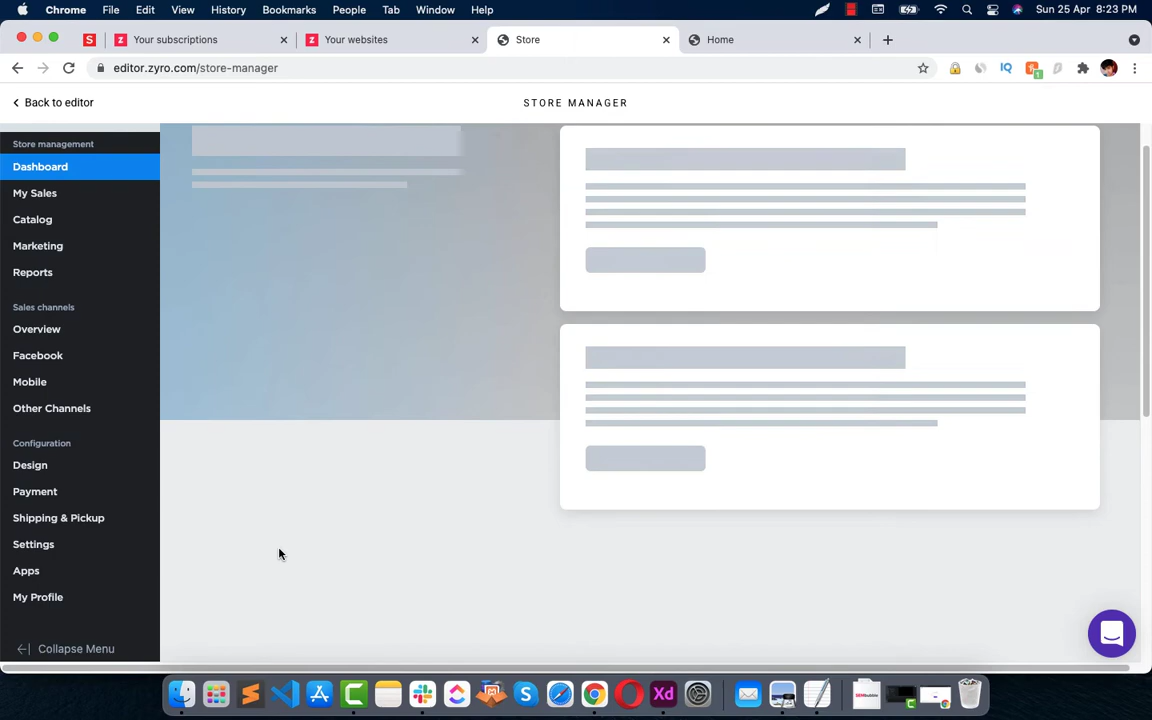 Chrome File Edit View History Bookmarks People Tab Window Help Sun 25 Apr 8:23 PM
S Your subscriptions Your websites Store Home
editor.zyro.com/store-manager IQ 1
Back to editor STORE MANAGER
Store management
Dashboard
My Sales
Catalog
Marketing
Reports
Sales channels
Overview
Facebook
Mobile
Other Channels
Configuration
Design
Payment
Shipping & Pickup
Settings
Apps
My Profile
Collapse Menu
Xd